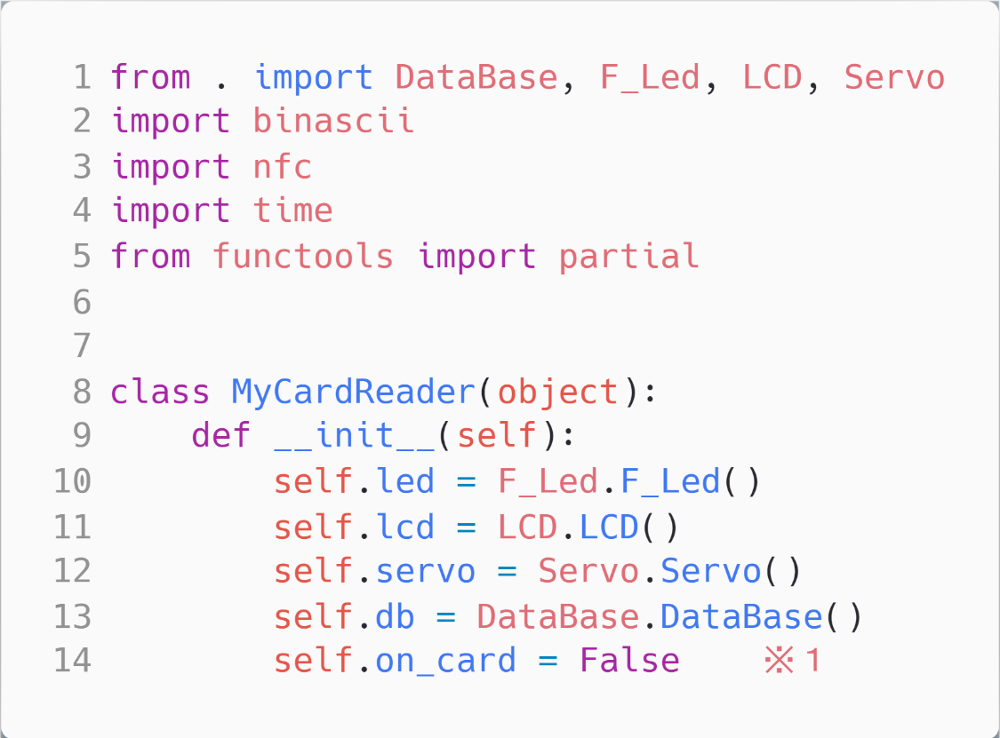 1 from . import DataBase, F_Led, LCD, Servo
2 import binascii
3 import nfc
4 import time
5 from functools import partial
6
7
8 class MyCardReader(object):
9     def __init__(self):
10         self.led = F_Led.F_Led()
11         self.lcd = LCD.LCD()
12         self.servo = Servo.Servo()
13         self.db = DataBase.DataBase()
14         self.on_card = False    ※1